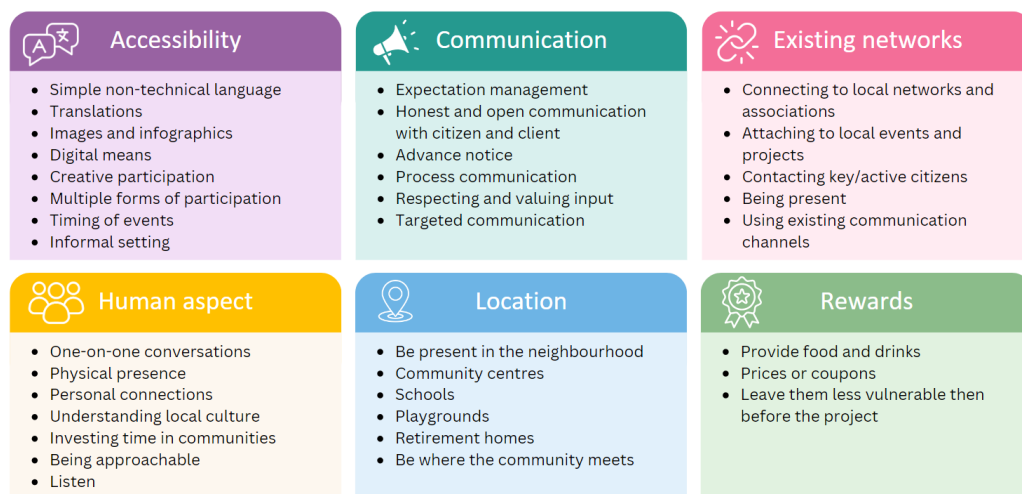 Accessibility
Simple non-technical language
Translations
Images and infographics
Digital means
Creative participation
Multiple forms of participation
Timing of events
Informal setting
Communication
Expectation management
Honest and open communication
with citizen and client
Advance notice
Process communication
Respecting and valuing input
Targeted communication
Existing networks
Connecting to local networks and
associations
Attaching to local events and
projects
Contacting key/active citizens
Being present
Using existing communication
channels
Human aspect
One-on-one conversations
Physical presence
Personal connections
Understanding local culture
Investing time in communities
Being approachable
Listen
Location
Be present in the neighbourhood
Community centres
Schools
Playgrounds
Retirement homes
Be where the community meets
Rewards
Provide food and drinks
Prices or coupons
Leave them less vulnerable then
before the project